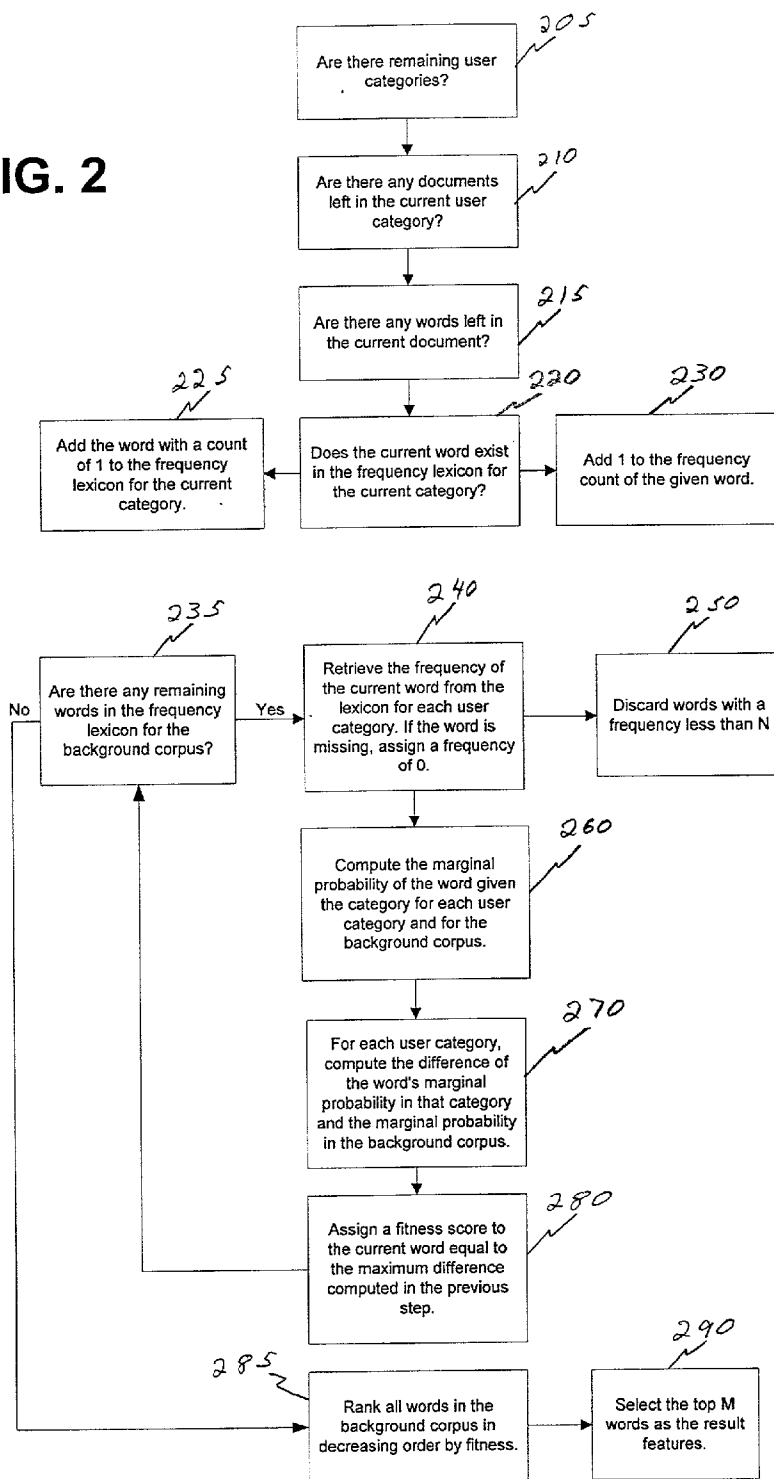 205
Are there remaining user
categories?
IG. 2
210
Are there any documents
left in the current user
category?
215
Are there any words left in
the current document?
225
220
230
Add the word with a count
of 1 to the frequency
lexicon for the current
category.
Does the current word exist
in the frequency lexicon for
the current category?
Add 1 to the frequency
count of the given word.
235
240
250
No
Are there any remaining
words in the frequency
lexicon for the
background corpus?
Yes
Retrieve the frequency of
the current word from the
lexicon for each user
category. If the word is
missing, assign a frequency
of 0.
Discard words with a
frequency less than N
260
Compute the marginal
probability of the word given
the category for each user
category and for the
background corpus.
270
For each user category,
compute the difference of
the word's marginal
probability in that category
and the marginal probability
in the background corpus.
280
Assign a fitness score to
the current word equal to
the maximum difference
computed in the previous
step.
285
290
Rank all words in the
background corpus in
decreasing order by fitness.
Select the top M
words as the result
features.